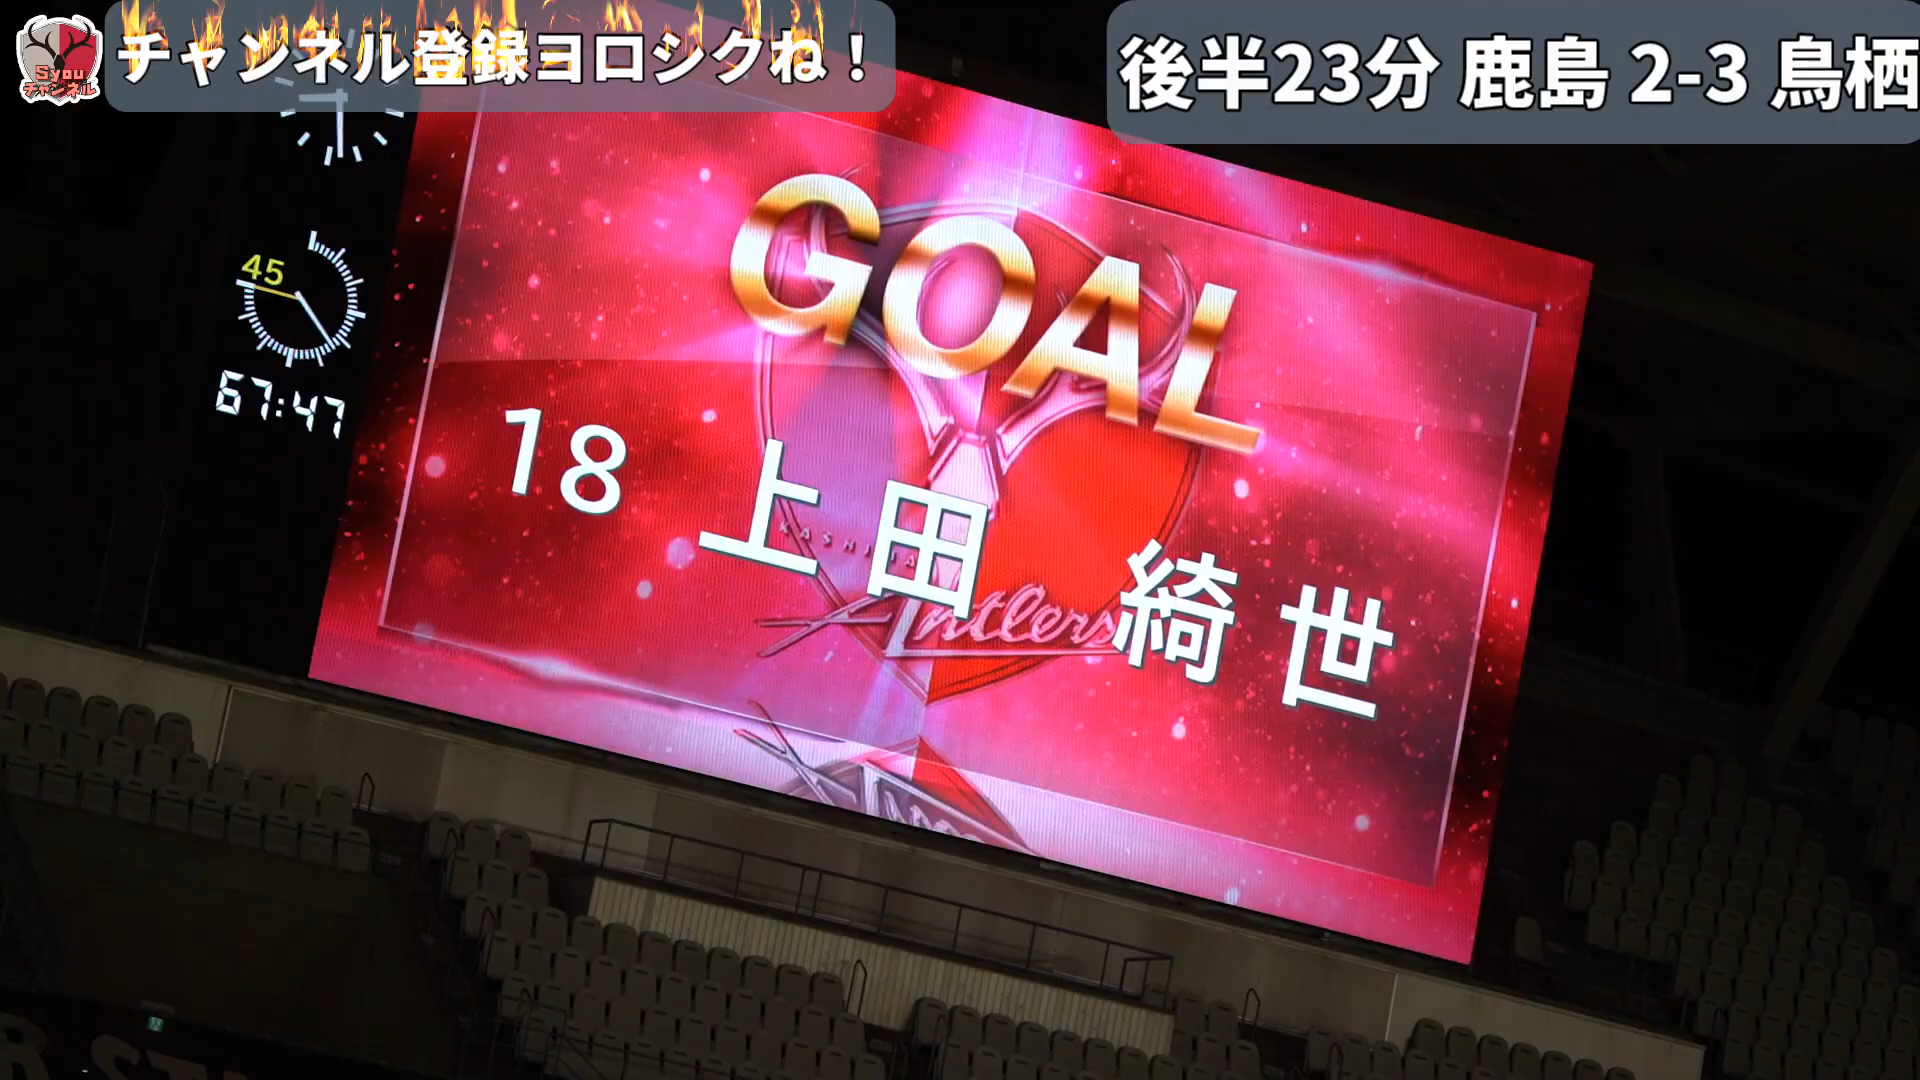 Syou
チャンネル
チャンネル登録ヨロシクね！
後半23分 鹿島 2-3 鳥栖
45
67:47
GOAL
18 上田 綺世
KASHIMA
Antlers